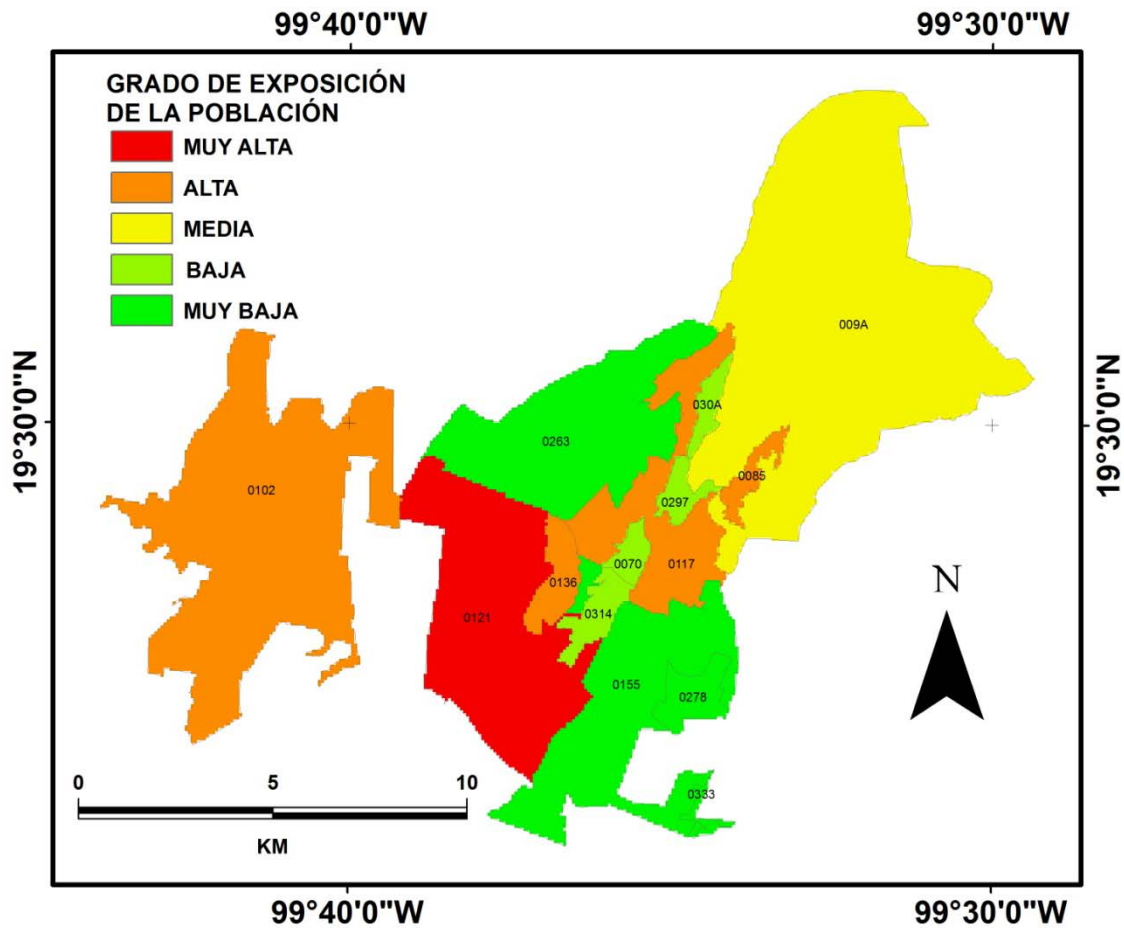 99°40'0"W
99°30'0"W
GRADO DE EXPOSICIÓN
DE LA POBLACIÓN
MUY ALTA
ALTA
MEDIA
BAJA
MUY BAJA
19°30'0"N
19°30'0"N
009A
030A
0263
0102
0085
0297
0070
0117
0136
0121
0314
0155
0278
0333
N
0
5
10
KM
99°40'0"W
99°30'0"W